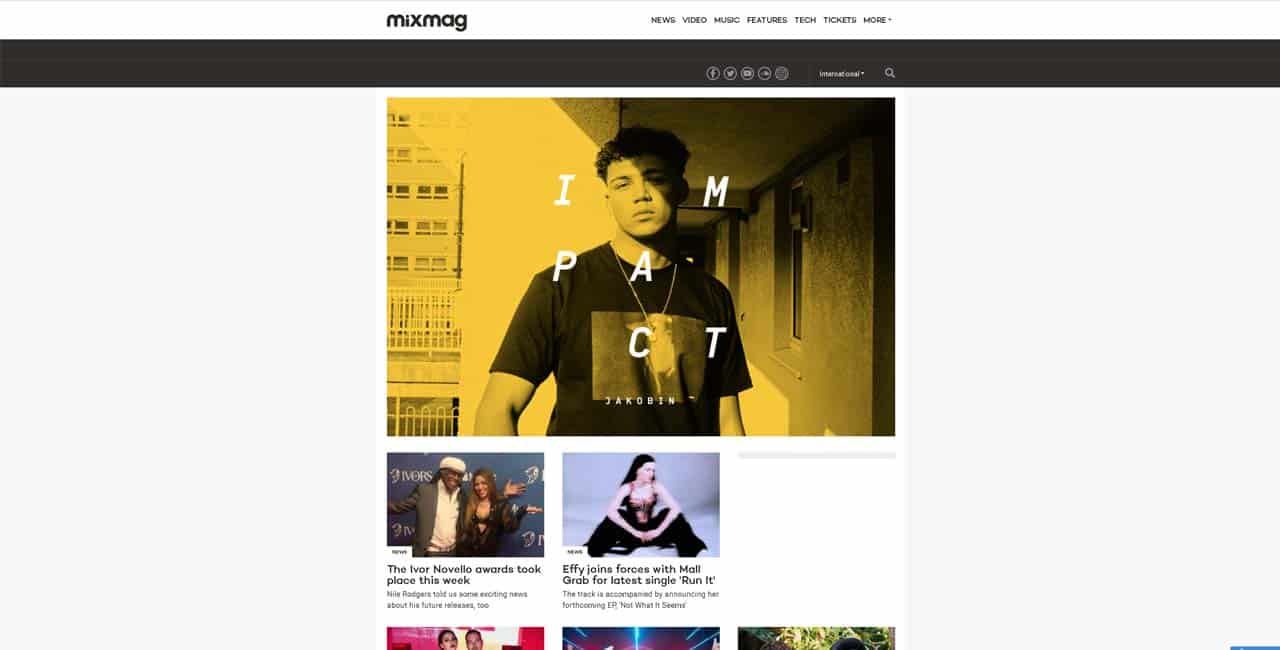 mixmag
NEWS VIDEO MUSIC FEATURES TECH TICKETS MORE
International
I M
P A
C T
JAKOBIN
IVORS
NEWS
NEWS
The Ivor Novello awards took
place this week
Nile Rodgers told us some exciting news
about his future releases, too
Effy joins forces with Mall
Grab for latest single 'Run It'
The track is accompanied by announcing her
forthcoming EP, 'Not What It Seems'